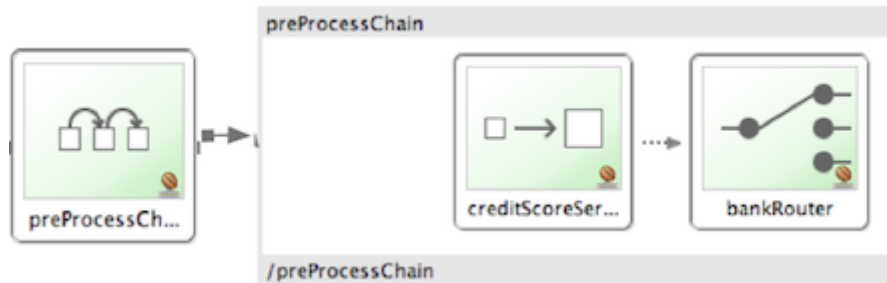 preProcessChain
preProcessCh...
creditScoreSer...
bankRouter
/preProcessChain